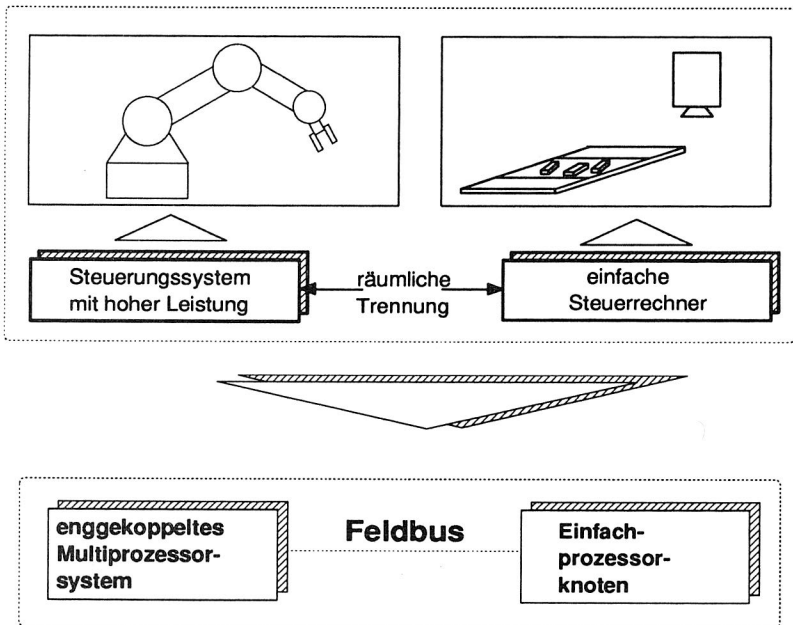 Steuerungssystem
mit hoher Leistung
räumliche
Trennung
einfache
Steuerrechner
enggekoppeltes
Multiprozessor-
system
Feldbus
Einfach-
prozessor-
knoten